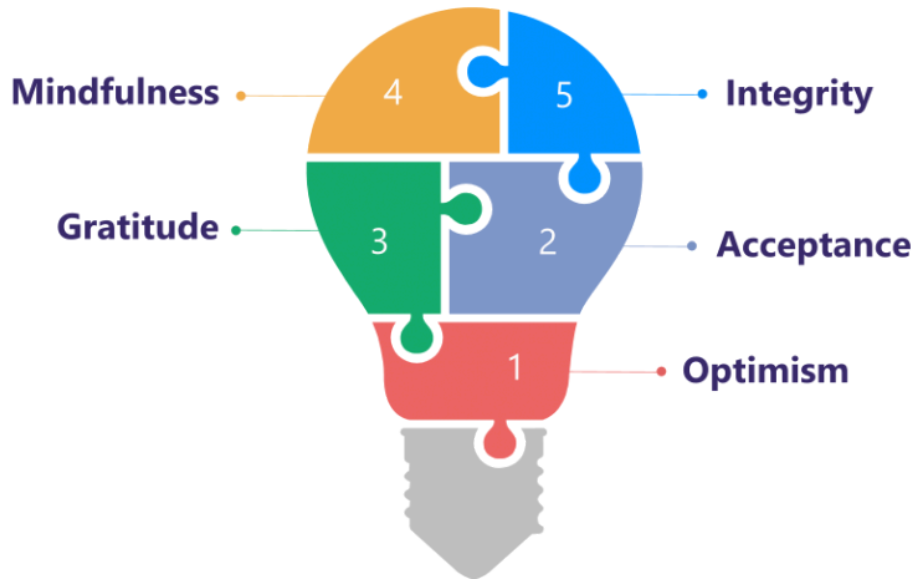 Mindfulness
4
5
Integrity
Gratitude
3
2
Acceptance
1
Optimism